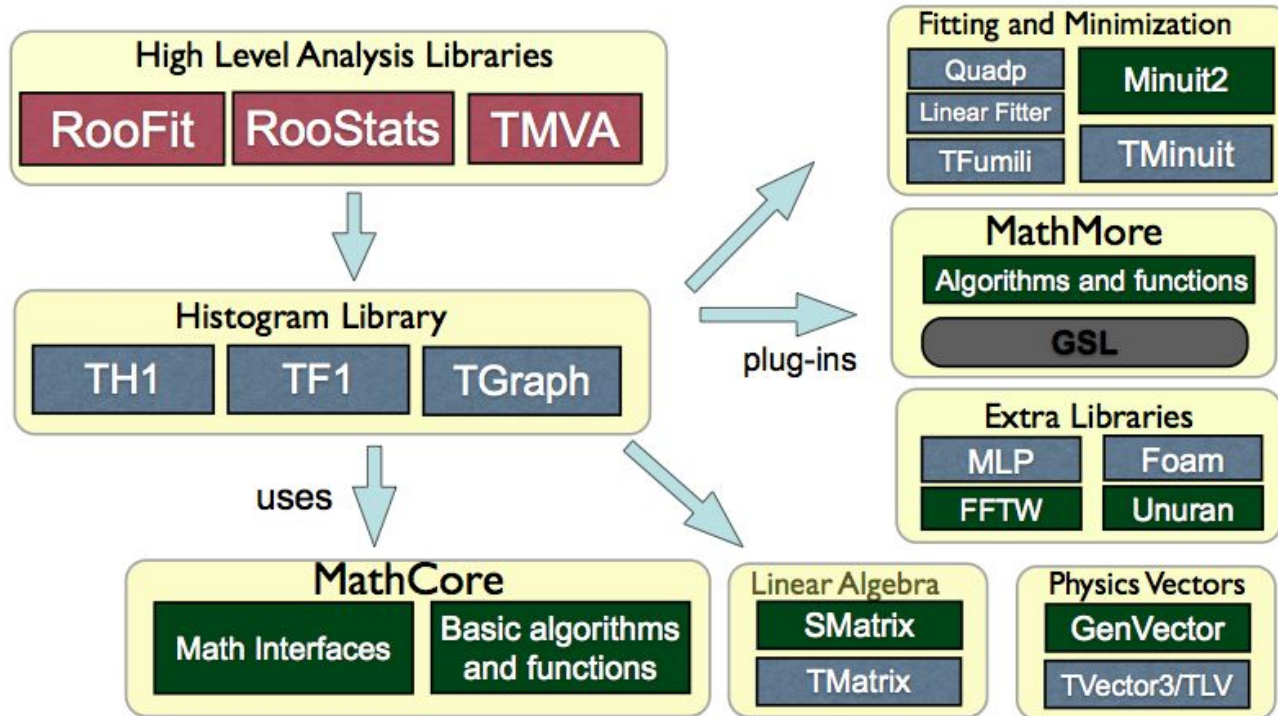 High Level Analysis Libraries
RooFit
RooStats
TMVA
Histogram Library
TH1
TF1
TGraph
uses
plug-ins
MathCore
Math Interfaces
Basic algorithms
and functions
Linear Algebra
SMatrix
TMatrix
Physics Vectors
GenVector
TVector3/TLV
Fitting and Minimization
Quadp
Linear Fitter
TFumili
Minuit2
TMinuit
MathMore
Algorithms and functions
GSL
Extra Libraries
MLP
Foam
FFTW
Unuran